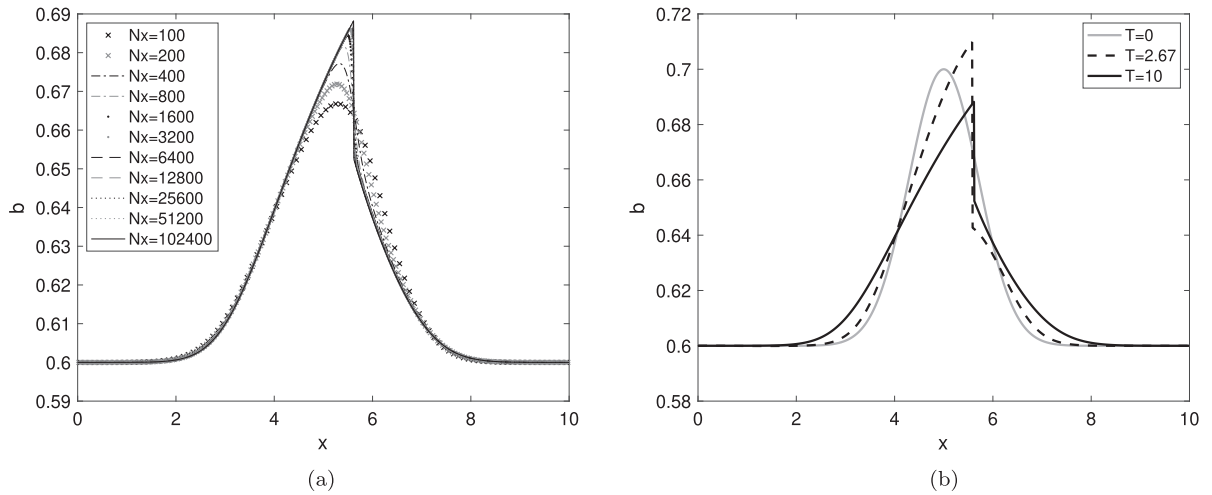 0.69
0.68
0.67
0.66
0.65
0.64
0.63
0.62
0.61
0.6
0.59
b
Nx=100
Nx=200
Nx=400
Nx=800
Nx=1600
Nx=3200
Nx=6400
Nx=12800
Nx=25600
Nx=51200
Nx=102400
0 2 4 6 8 10
x
(a)
0.72
0.7
0.68
0.66
0.64
0.62
0.6
0.58
b
T=0
T=2.67
T=10
0 2 4 6 8 10
x
(b)